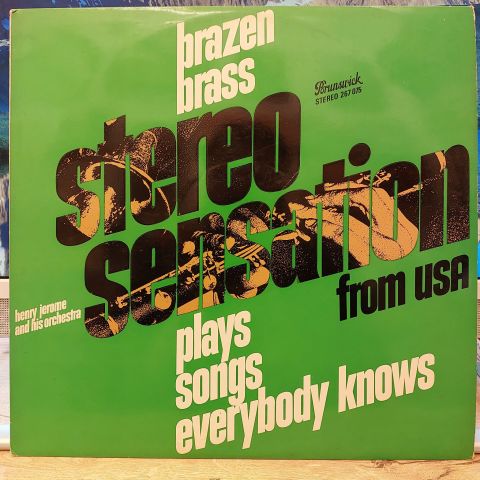 brazen
brass
Brunswick
STEREO 267 075
stereo
sensation
from usA
henry jerome
and his orchestra
plays
songs
everybody knows